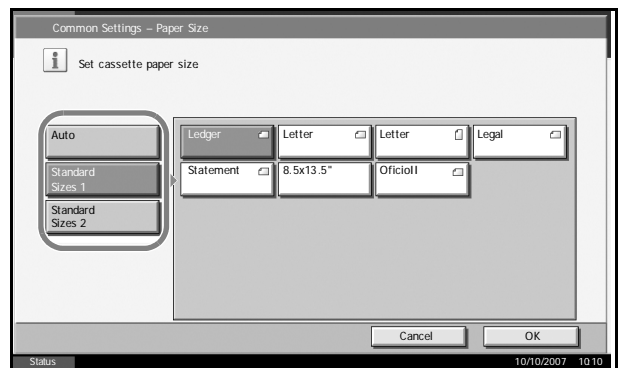 Common Settings – Paper Size
i Set cassette paper size
Auto
Standard
Sizes 1
Standard
Sizes 2
Ledger Letter Letter Legal
Statement 8.5x13.5" OficioII
Cancel OK
Status 10/10/2007 10:10